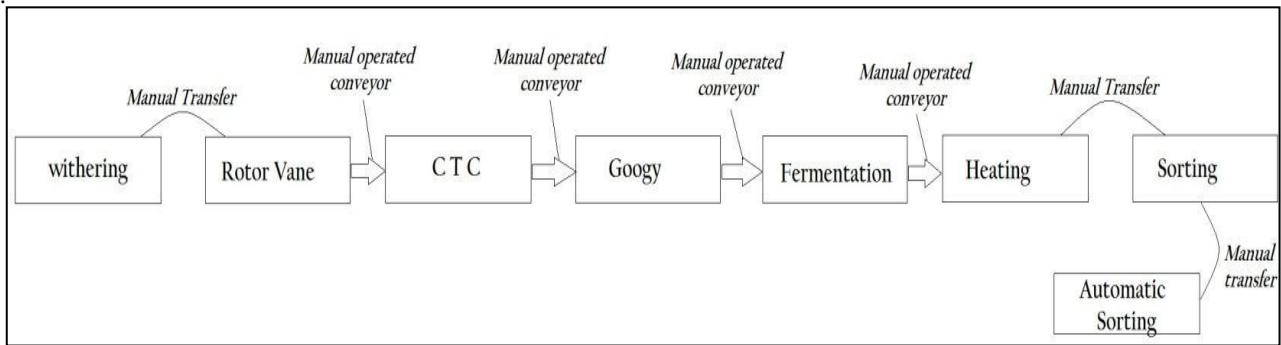 .
Manual Transfer
Manual operated
conveyor
Manual operated
conveyor
Manual operated
conveyor
Manual operated
conveyor
Manual Transfer
withering
Rotor Vane
C T C
Googy
Fermentation
Heating
Sorting
Manual
transfer
Automatic
Sorting